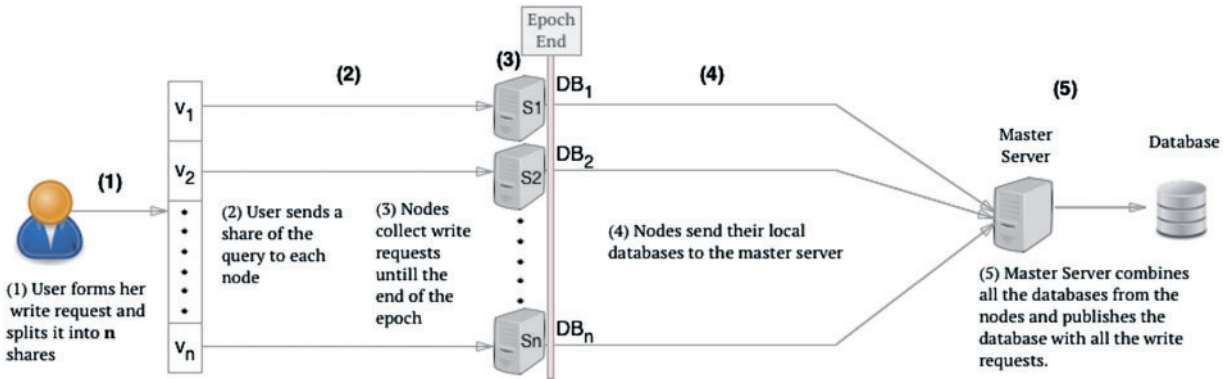 Epoch
End
(1)
(2)
(3)
(4)
(5)
v1
v2
vn
S1
S2
Sn
DB1
DB2
DBn
Master
Server
Database
(1) User forms her
write request and
splits it into n
shares
(2) User sends a
share of the
query to each
node
(3) Nodes
collect write
requests
untill the
end of the
epoch
(4) Nodes send their local
databases to the master server
(5) Master Server combines
all the databases from the
nodes and publishes the
database with all the write
requests.